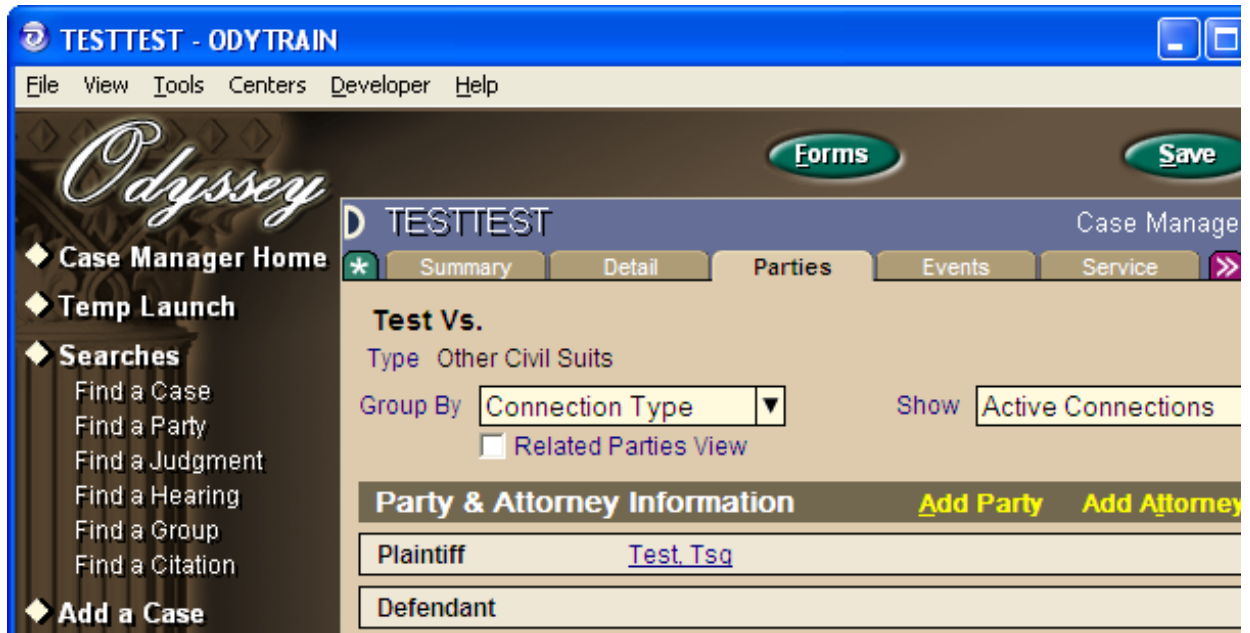 TESTTEST - ODYTRAIN
File View Tools Centers Developer Help
Odyssey
Forms Save
TESTTEST Case Manage
Summary Detail Parties Events Service
Case Manager Home
Temp Launch
Searches
Find a Case
Find a Party
Find a Judgment
Find a Hearing
Find a Group
Find a Citation
Add a Case
Test Vs.
Type Other Civil Suits
Group By Connection Type Show Active Connections
Related Parties View
Party & Attorney Information Add Party Add Attorney
Plaintiff Test, Tsq
Defendant